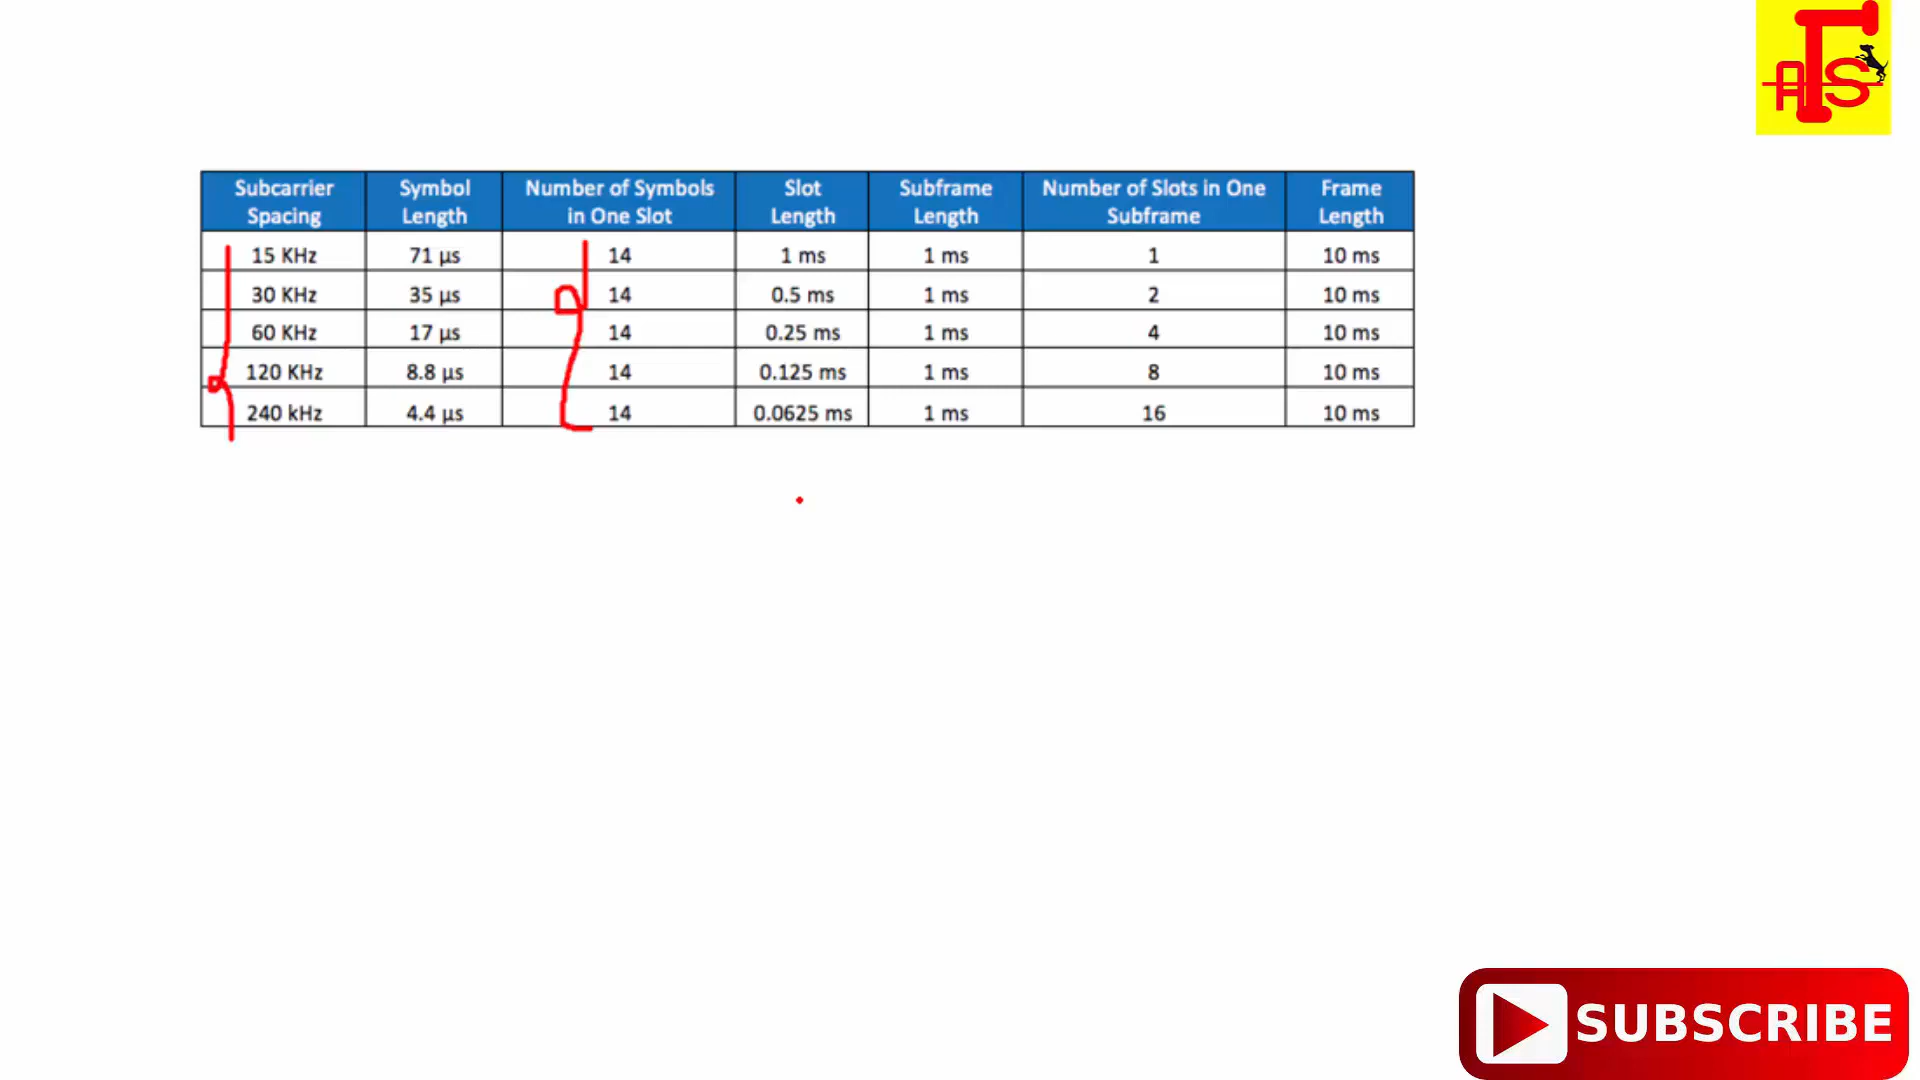 AFS
Subcarrier Spacing Symbol Length Number of Symbols in One Slot Slot Length Subframe Length Number of Slots in One Subframe Frame Length
15 KHz 71 µs 14 1 ms 1 ms 1 10 ms
30 KHz 35 µs 14 0.5 ms 1 ms 2 10 ms
60 KHz 17 µs 14 0.25 ms 1 ms 4 10 ms
120 KHz 8.8 µs 14 0.125 ms 1 ms 8 10 ms
240 kHz 4.4 µs 14 0.0625 ms 1 ms 16 10 ms
SUBSCRIBE